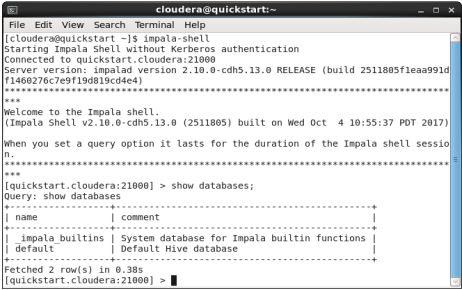 cloudera@quickstart:~
File Edit View Search Terminal Help
[cloudera@quickstart ~]$ impala-shell
Starting Impala Shell without Kerberos authentication
Connected to quickstart.cloudera:21000
Server version: impalad version 2.10.0-cdh5.13.0 RELEASE (build 2511805f1eaa991d
f1460276c7e9f19d819cd4e4)
********************************************************************************
***
Welcome to the Impala shell.
(Impala Shell v2.10.0-cdh5.13.0 (2511805) built on Wed Oct  4 10:55:37 PDT 2017)
When you set a query option it lasts for the duration of the Impala shell sessio
n.
********************************************************************************
***
[quickstart.cloudera:21000] > show databases;
Query: show databases
+------------------+----------------------------------------------+
| name             | comment                                      |
+------------------+----------------------------------------------+
| _impala_builtins | System database for Impala builtin functions |
| default          | Default Hive database                        |
+------------------+----------------------------------------------+
Fetched 2 row(s) in 0.38s
[quickstart.cloudera:21000] >